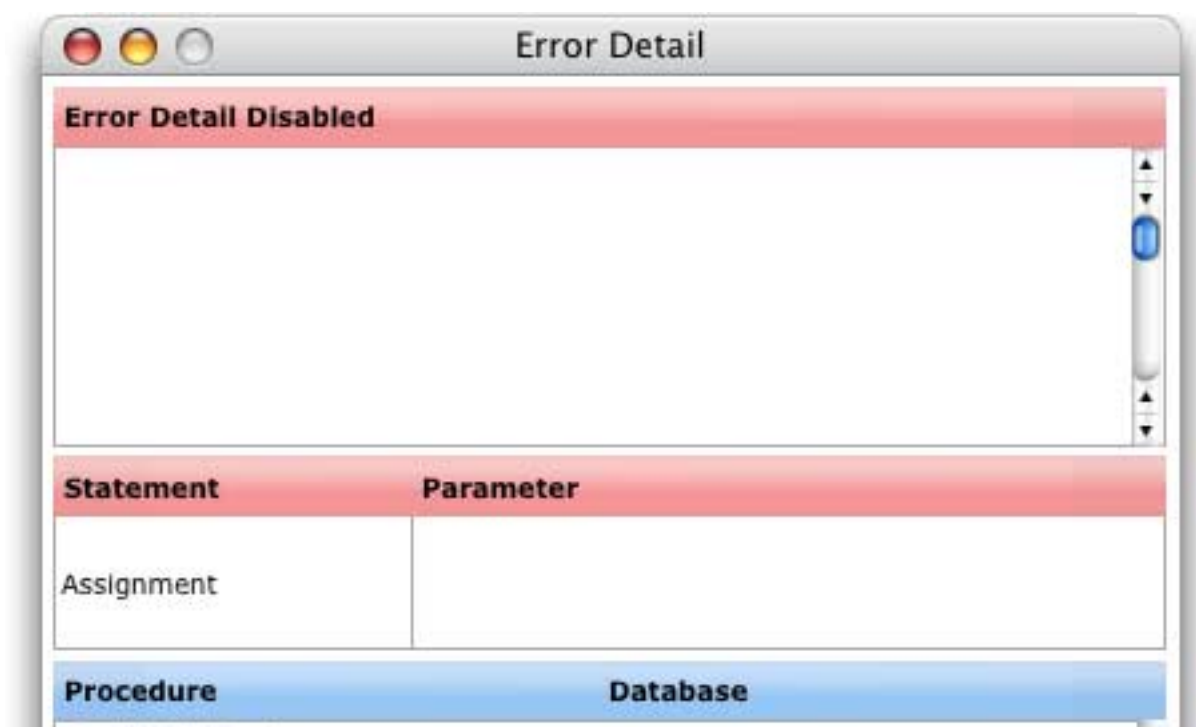 Error Detail
Error Detail Disabled
Statement Parameter
Assignment
Procedure Database